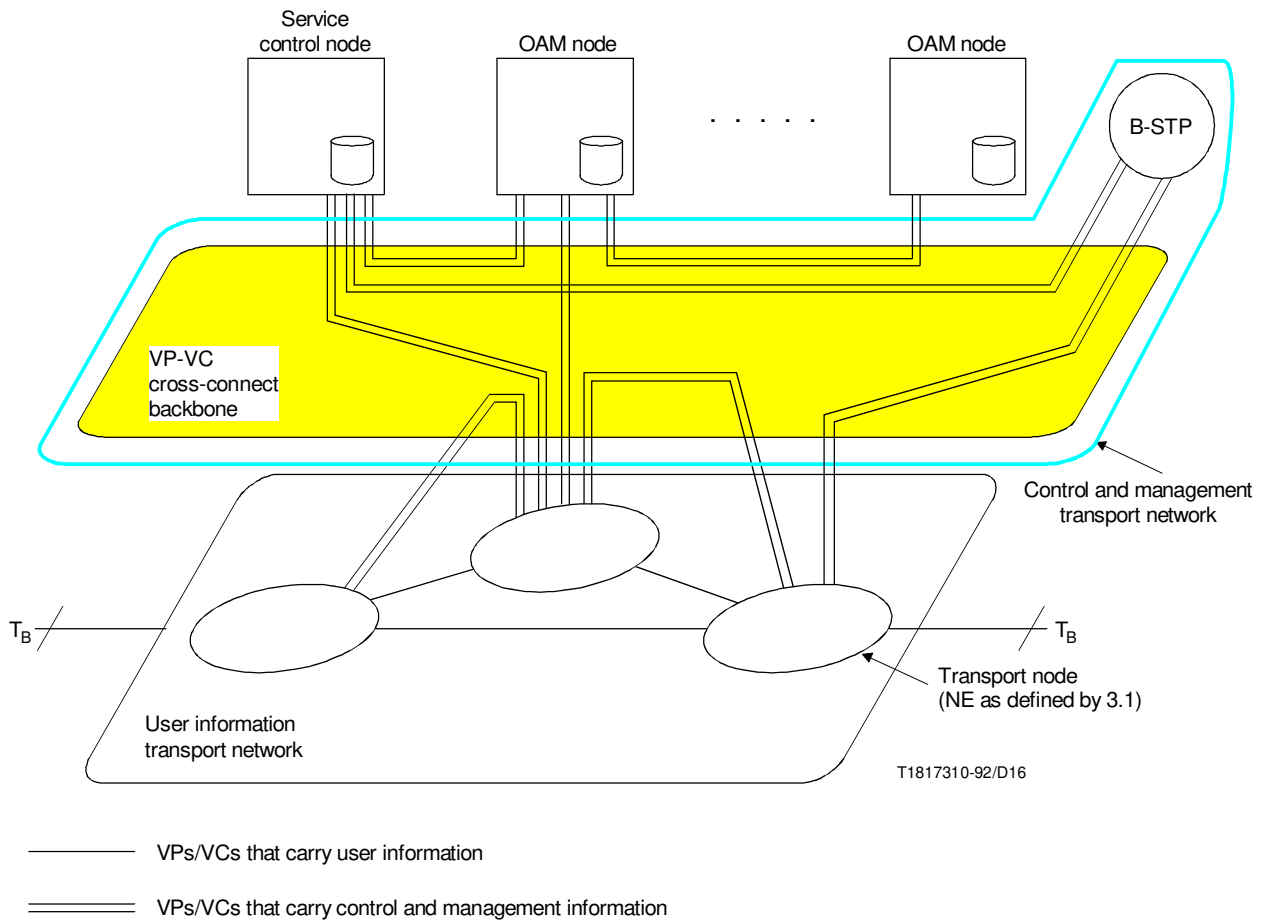 Service
control node
OAM node
OAM node
. . . . .
B-STP
VP-VC
cross-connect
backbone
Control and management
transport network
TB
TB
Transport node
(NE as defined by 3.1)
User information
transport network
T1817310-92/D16
VPs/VCs that carry user information
VPs/VCs that carry control and management information